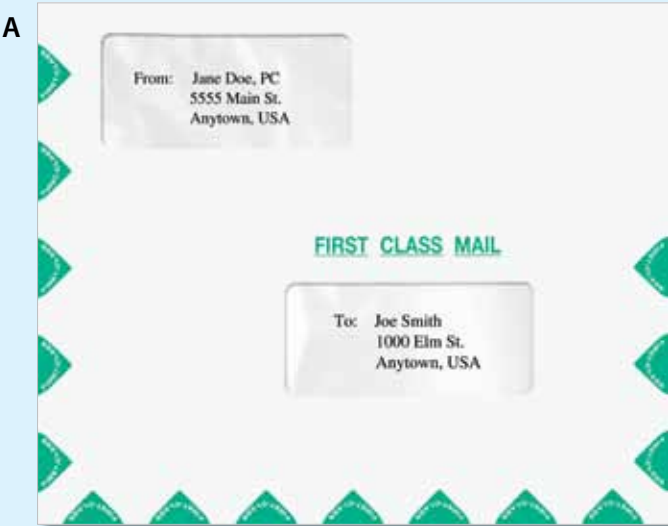 A
From: Jane Doe, PC
5555 Main St.
Anytown, USA
FIRST CLASS MAIL
To: Joe Smith
1000 Elm St.
Anytown, USA